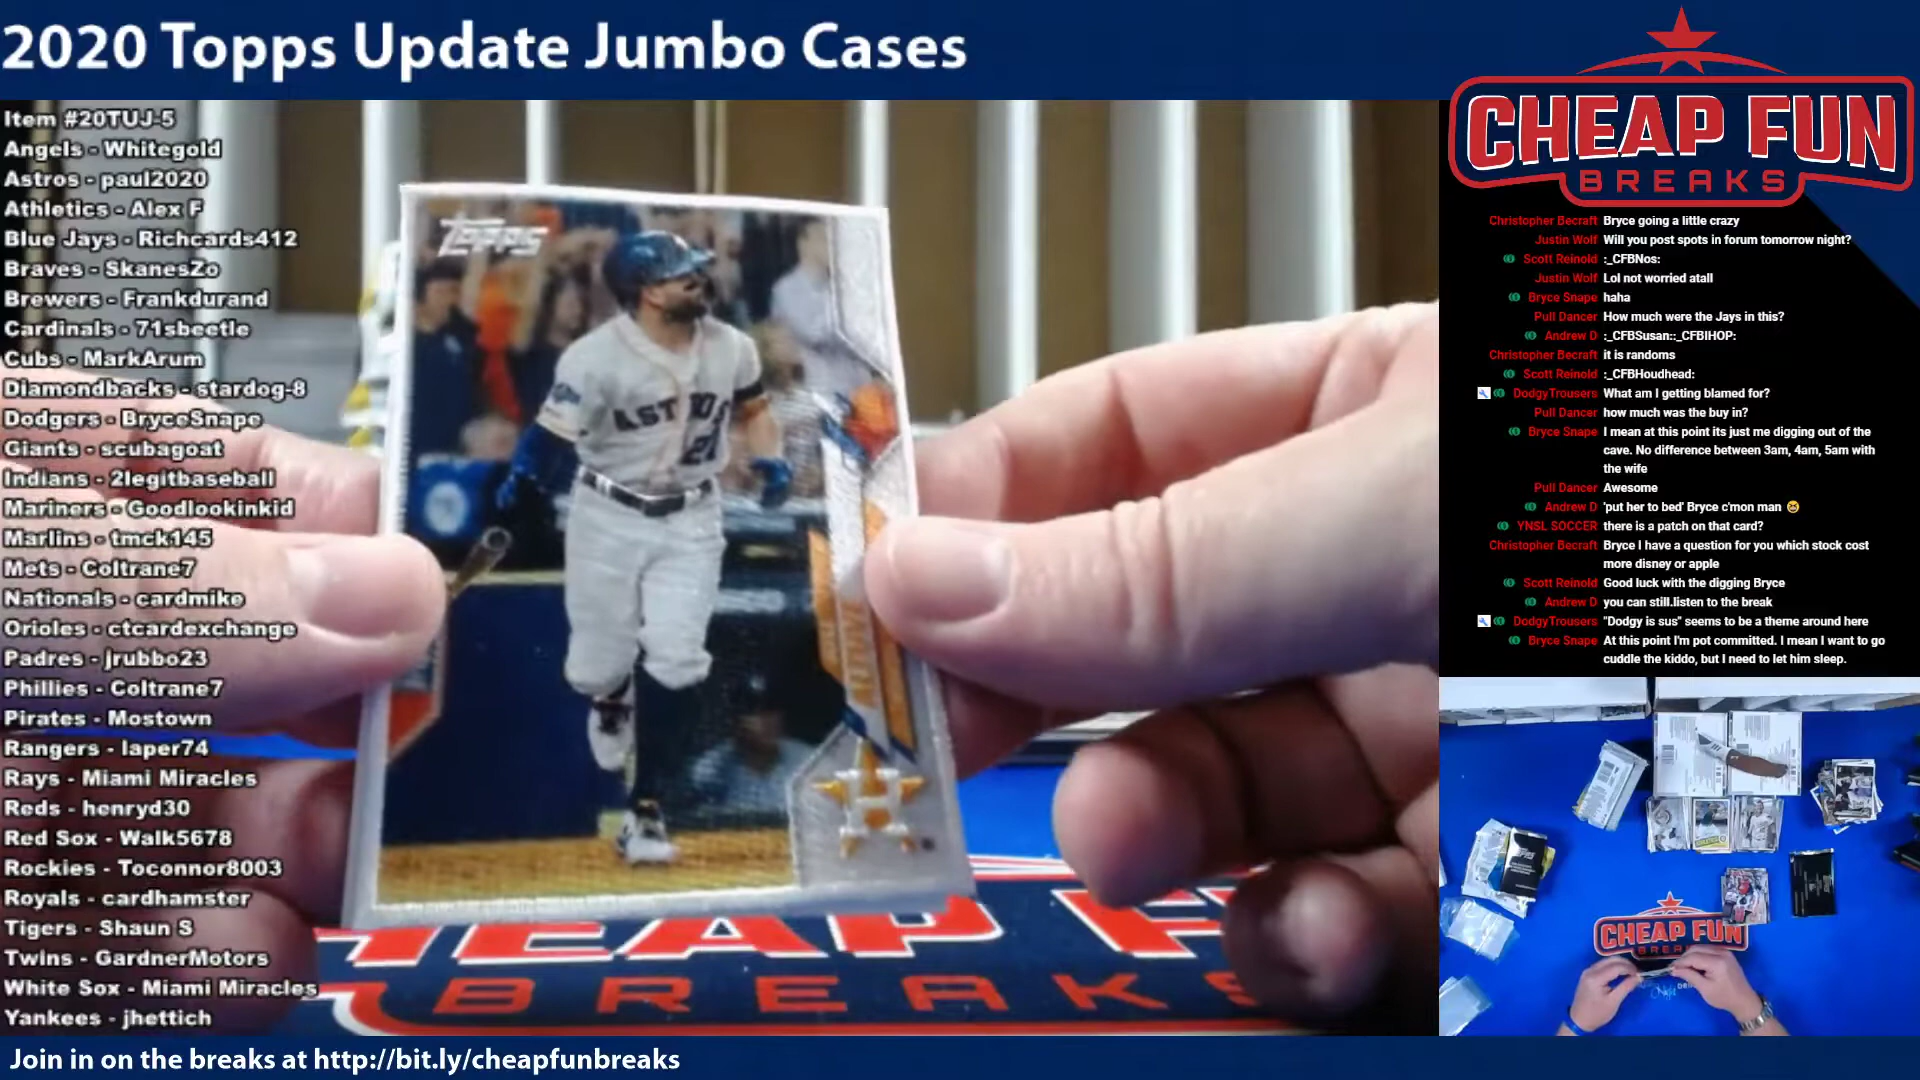 2020 Topps Update Jumbo Cases
Item #20TUJ-5
Angels - Whitegold
Astros - paul2020
Athletics - Alex F
Blue Jays - Richcards412
Braves - SkanesZo
Brewers - Frankdurand
Cardinals - 71sbeetle
Cubs - MarkArum
Diamondbacks - stardog-8
Dodgers - BryceSnape
Giants - scubagoat
Indians - 2legitbaseball
Mariners - Goodlookinkid
Marlins - tmck145
Mets - Coltrane7
Nationals - cardmike
Orioles - ctcardexchange
Padres - jrubbo23
Phillies - Coltrane7
Pirates - Mostown
Rangers - laper74
Rays - Miami Miracles
Reds - henryd30
Red Sox - Walk5678
Rockies - Toconnor8003
Royals - cardhamster
Tigers - Shaun S
Twins - GardnerMotors
White Sox - Miami Miracles
Yankees - jhettich
Topps
ASTROS
H
CHEAP FUN
BREAKS
CHEAP FUN
BREAKS
Christopher Becraft Bryce going a little crazy
Justin Wolf Will you post spots in forum tomorrow night?
Scott Reinold :_CFBNos:
Justin Wolf Lol not worried atall
Bryce Snape haha
Pull Dancer How much were the Jays in this?
Andrew D :_CFBSusan::_CFBIHOP:
Christopher Becraft it is randoms
Scott Reinold :_CFBHoudhead:
DodgyTrousers What am I getting blamed for?
Pull Dancer how much was the buy in?
Bryce Snape I mean at this point its just me digging out of the
cave. No difference between 3am, 4am, 5am with
the wife
Pull Dancer Awesome
Andrew D 'put her to bed' Bryce c'mon man 😆
YNSL SOCCER there is a patch on that card?
Christopher Becraft Bryce I have a question for you which stock cost
more disney or apple
Scott Reinold Good luck with the digging Bryce
Andrew D you can still.listen to the break
DodgyTrousers "Dodgy is sus" seems to be a theme around here
Bryce Snape At this point I'm pot committed. I mean I want to go
cuddle the kiddo, but I need to let him sleep.
CHEAP FUN
Join in on the breaks at http://bit.ly/cheapfunbreaks